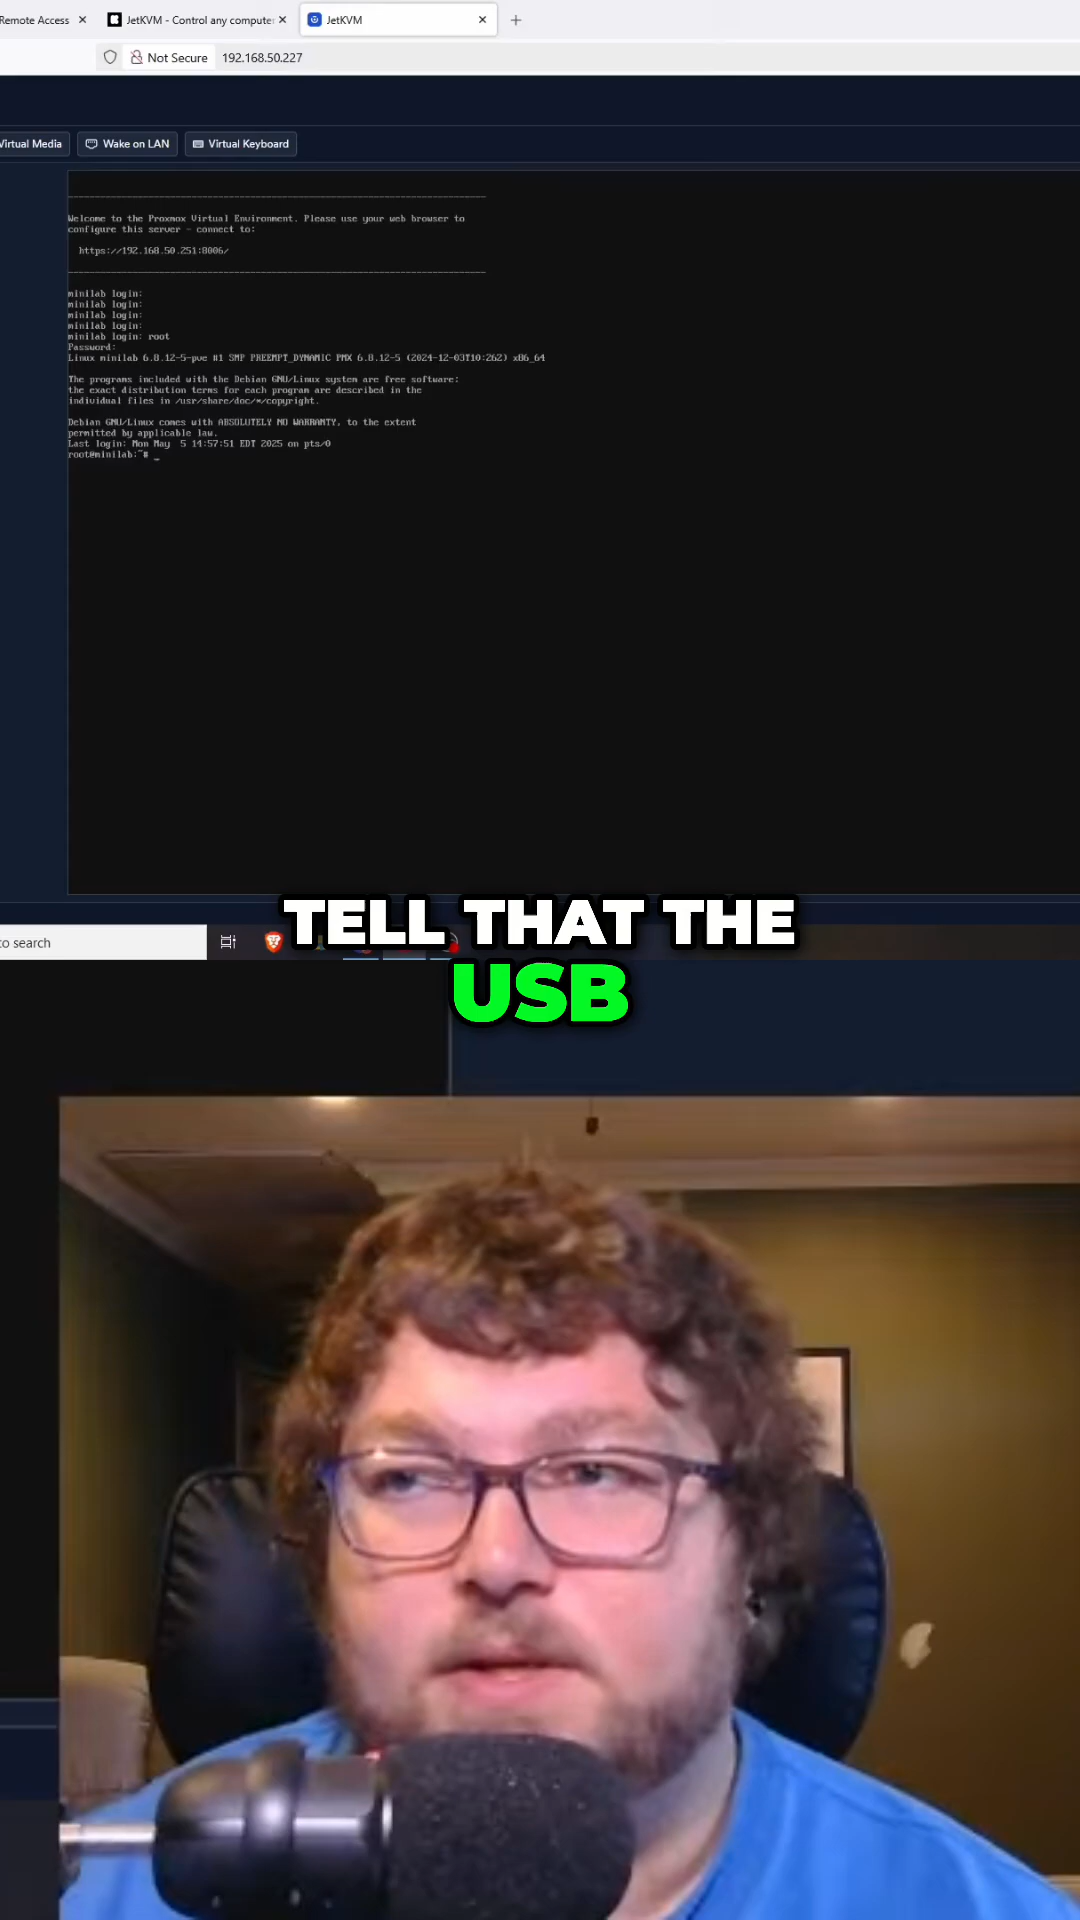 Remote Access
JetKVM - Control any compute
JetKVM
Not Secure 192.168.50.227
Virtual Media
Wake on LAN
Virtual Keyboard
Welcome to the Proxmox Virtual Environment. Please use your web browser to
configure this server - connect to:
https://192.168.50.251:8006/
minilab login:
minilab login:
minilab login:
minilab login:
minilab login: root
Password:
Linux minilab 6.8.12-5-pve #1 SMP PREEMPT_DYNAMIC PMX 6.8.12-5 (2024-12-03T10:26Z) x86_64
The programs included with the Debian GNU/Linux system are free software;
the exact distribution terms for each program are described in the
individual files in /usr/share/doc/*/copyright.
Debian GNU/Linux comes with ABSOLUTELY NO WARRANTY, to the extent
permitted by applicable law.
Last login: Mon May  5 14:57:51 EDT 2025 on pts/0
root@minilab:~# _
to search
TELL THAT THE
USB